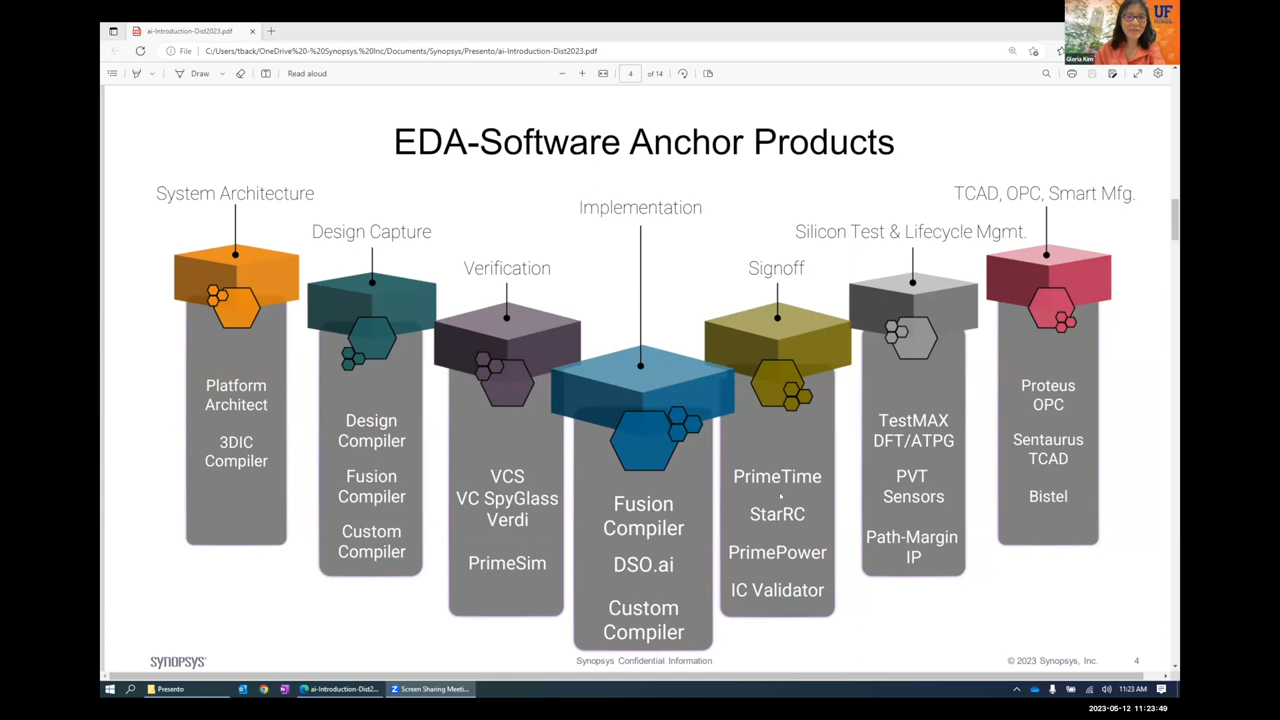 ai-Introduction-Dist2023.pdf
File
C:/Users/tback/OneDrive%20-%20Synopsys,%20Inc/Documents/Synopsys/Presento/ai-Introduction-Dist2023.pdf
Draw
Read aloud
4
of 14
UF
FLORIDA
Gloria Kim
EDA-Software Anchor Products
System Architecture
Platform
Architect
3DIC
Compiler
Design Capture
Design
Compiler
Fusion
Compiler
Custom
Compiler
Verification
VCS
VC SpyGlass
Verdi
PrimeSim
Implementation
Fusion
Compiler
DSO.ai
Custom
Compiler
Signoff
PrimeTime
StarRC
PrimePower
IC Validator
Silicon Test & Lifecycle Mgmt.
TestMAX
DFT/ATPG
PVT
Sensors
Path-Margin
IP
TCAD, OPC, Smart Mfg.
Proteus
OPC
Sentaurus
TCAD
Bistel
SYNOPSYS®
Synopsys Confidential Information
© 2023 Synopsys, Inc.
4
Presento
ai-Introduction-Dist2...
Screen Sharing Meeti...
11:23 AM
2023-05-12 11:23:49